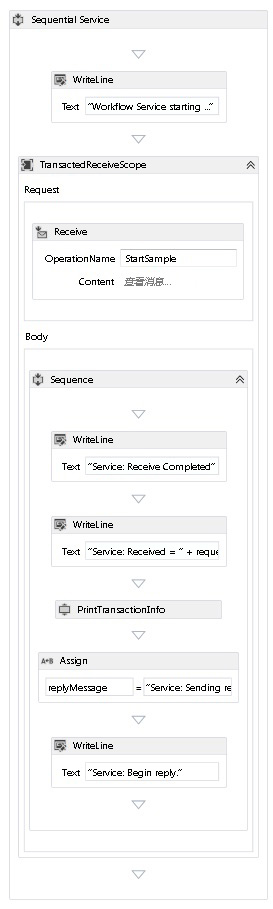 Sequential Service
WriteLine
Text "Workflow Service starting ..."
TransactedReceiveScope
Request
Receive
OperationName StartSample
Content 查看消息...
Body
Sequence
WriteLine
Text "Service: Receive Completed"
WriteLine
Text "Service: Received = " + reque
PrintTransactionInfo
A+B Assign
replyMessage = "Service: Sending re
WriteLine
Text "Service: Begin reply."